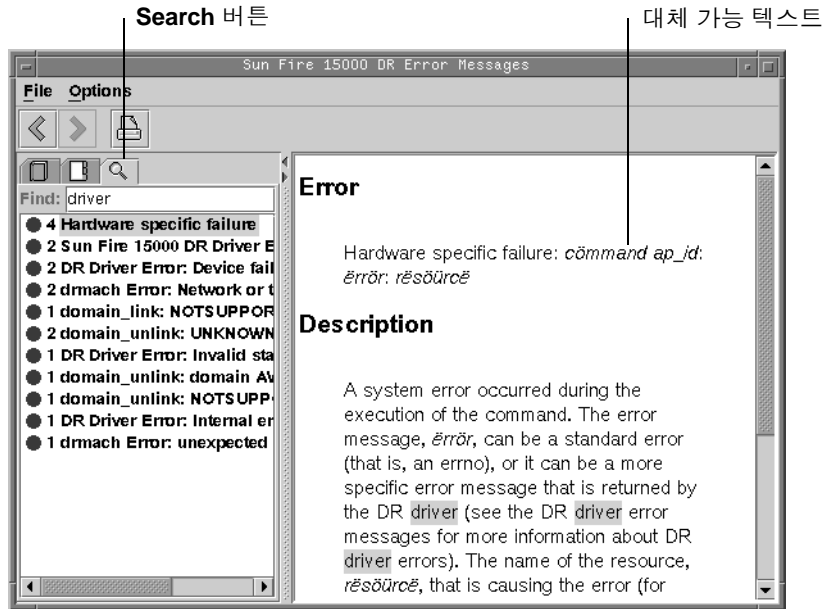 Search 버튼
대체 가능 텍스트
Sun Fire 15000 DR Error Messages
File Options
Find: driver
4 Hardware specific failure
2 Sun Fire 15000 DR Driver E
2 DR Driver Error: Device fail
2 drmach Error: Network or t
1 domain_link: NOTSUPPOR
2 domain_unlink: UNKNOWN
1 DR Driver Error: Invalid sta
1 domain_unlink: domain AV
1 domain_unlink: NOTSUPP
1 DR Driver Error: Internal er
1 drmach Error: unexpected
Error
Hardware specific failure: cömmand ap_id:
ërrör: rësöürcë
Description
A system error occurred during the
execution of the command. The error
message, ërrör, can be a standard error
(that is, an errno), or it can be a more
specific error message that is returned by
the DR driver (see the DR driver error
messages for more information about DR
driver errors). The name of the resource,
rësöürcë, that is causing the error (for